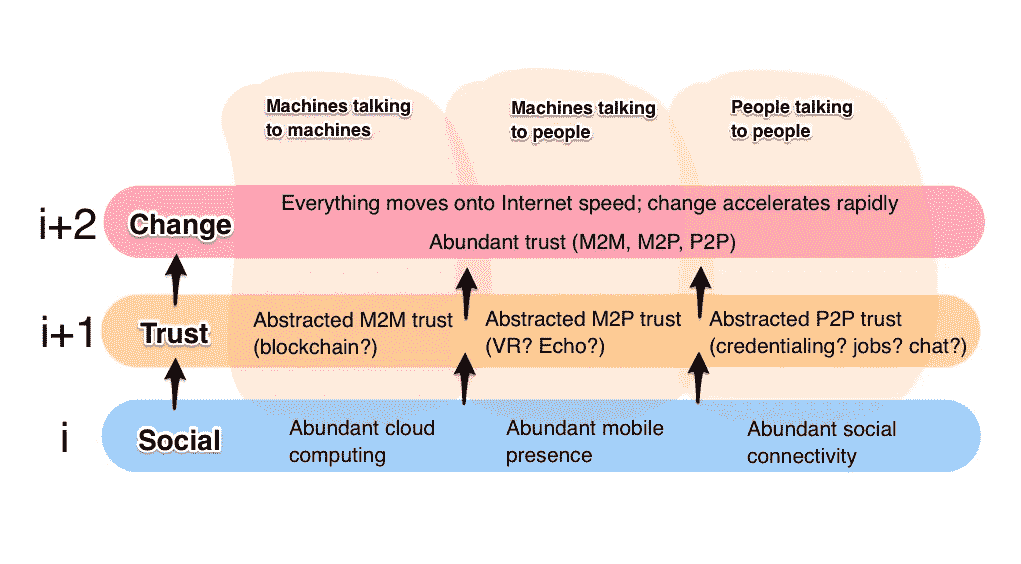 Machines talking
to machines
Machines talking
to people
People talking
to people
i+2
Change
Everything moves onto Internet speed; change accelerates rapidly
Abundant trust (M2M, M2P, P2P)
i+1
Trust
Abstracted M2M trust
(blockchain?)
Abstracted M2P trust
(VR? Echo?)
Abstracted P2P trust
(credentialing? jobs? chat?)
i
Social
Abundant cloud
computing
Abundant mobile
presence
Abundant social
connectivity